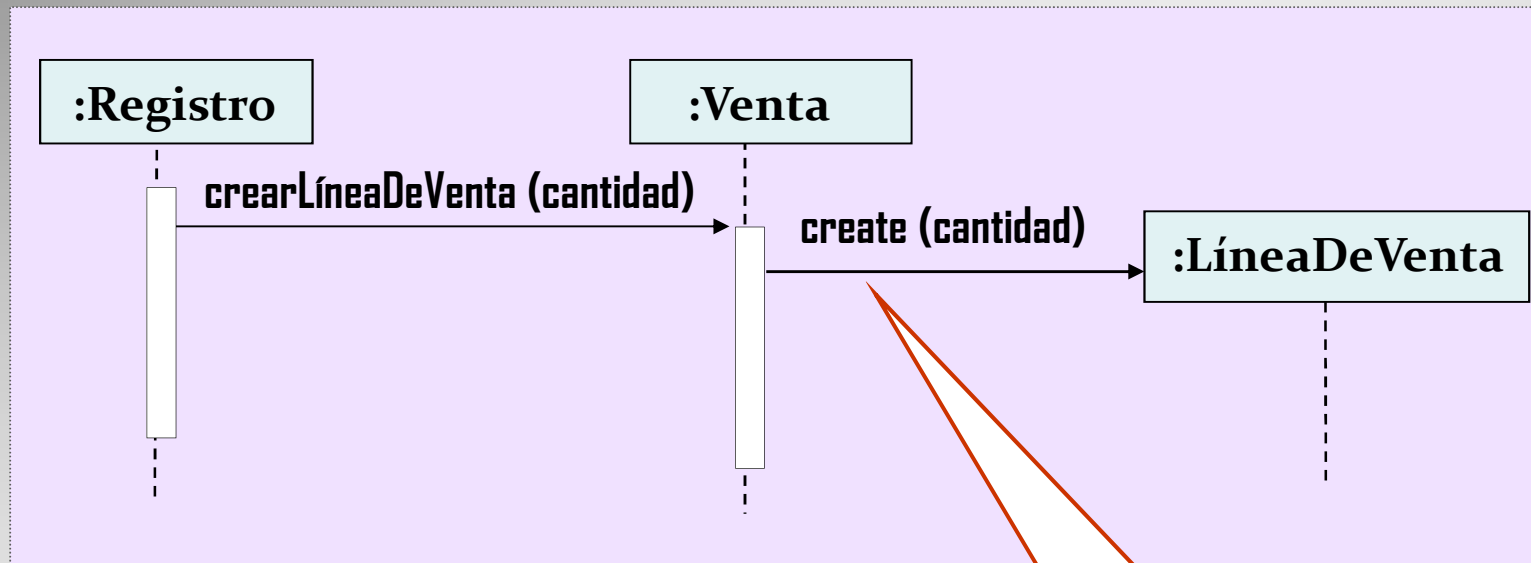 :Registro
:Venta
crearLíneaDeVenta (cantidad)
create (cantidad)
:LíneaDeVenta